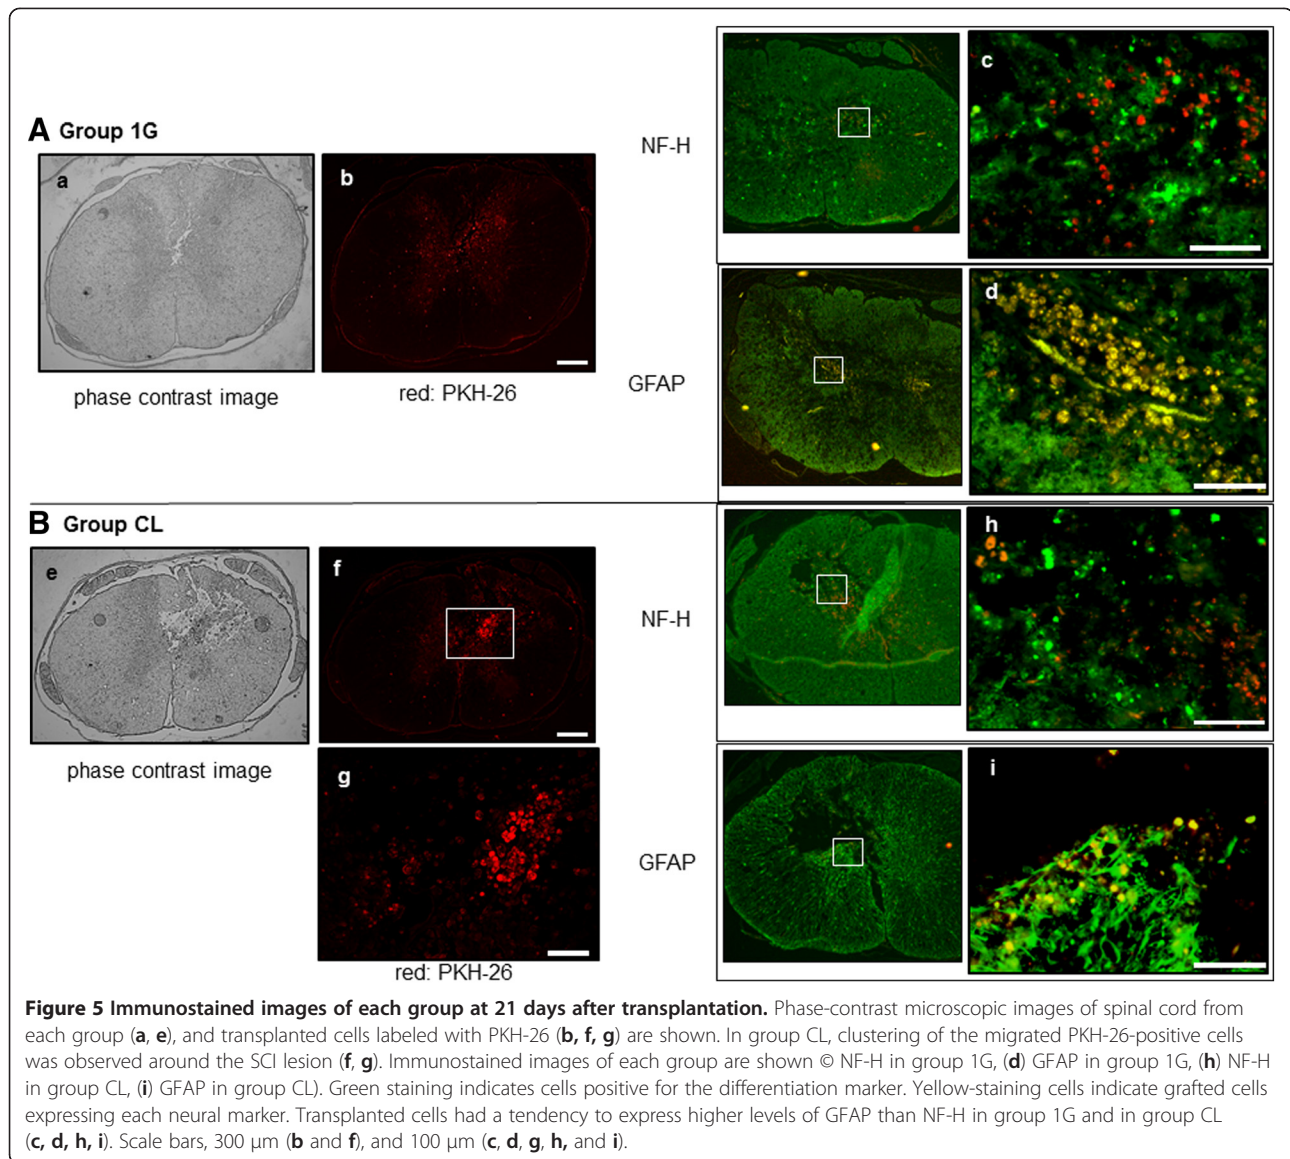 A Group 1G
a
b
phase contrast image
red: PKH-26
NF-H
c
GFAP
d
B Group CL
e
f
phase contrast image
g
red: PKH-26
NF-H
h
GFAP
i
Figure 5 Immunostained images of each group at 21 days after transplantation. Phase-contrast microscopic images of spinal cord from
each group (a, e), and transplanted cells labeled with PKH-26 (b, f, g) are shown. In group CL, clustering of the migrated PKH-26-positive cells
was observed around the SCI lesion (f, g). Immunostained images of each group are shown © NF-H in group 1G, (d) GFAP in group 1G, (h) NF-H
in group CL, (i) GFAP in group CL). Green staining indicates cells positive for the differentiation marker. Yellow-staining cells indicate grafted cells
expressing each neural marker. Transplanted cells had a tendency to express higher levels of GFAP than NF-H in group 1G and in group CL
(c, d, h, i). Scale bars, 300 μm (b and f), and 100 μm (c, d, g, h, and i).